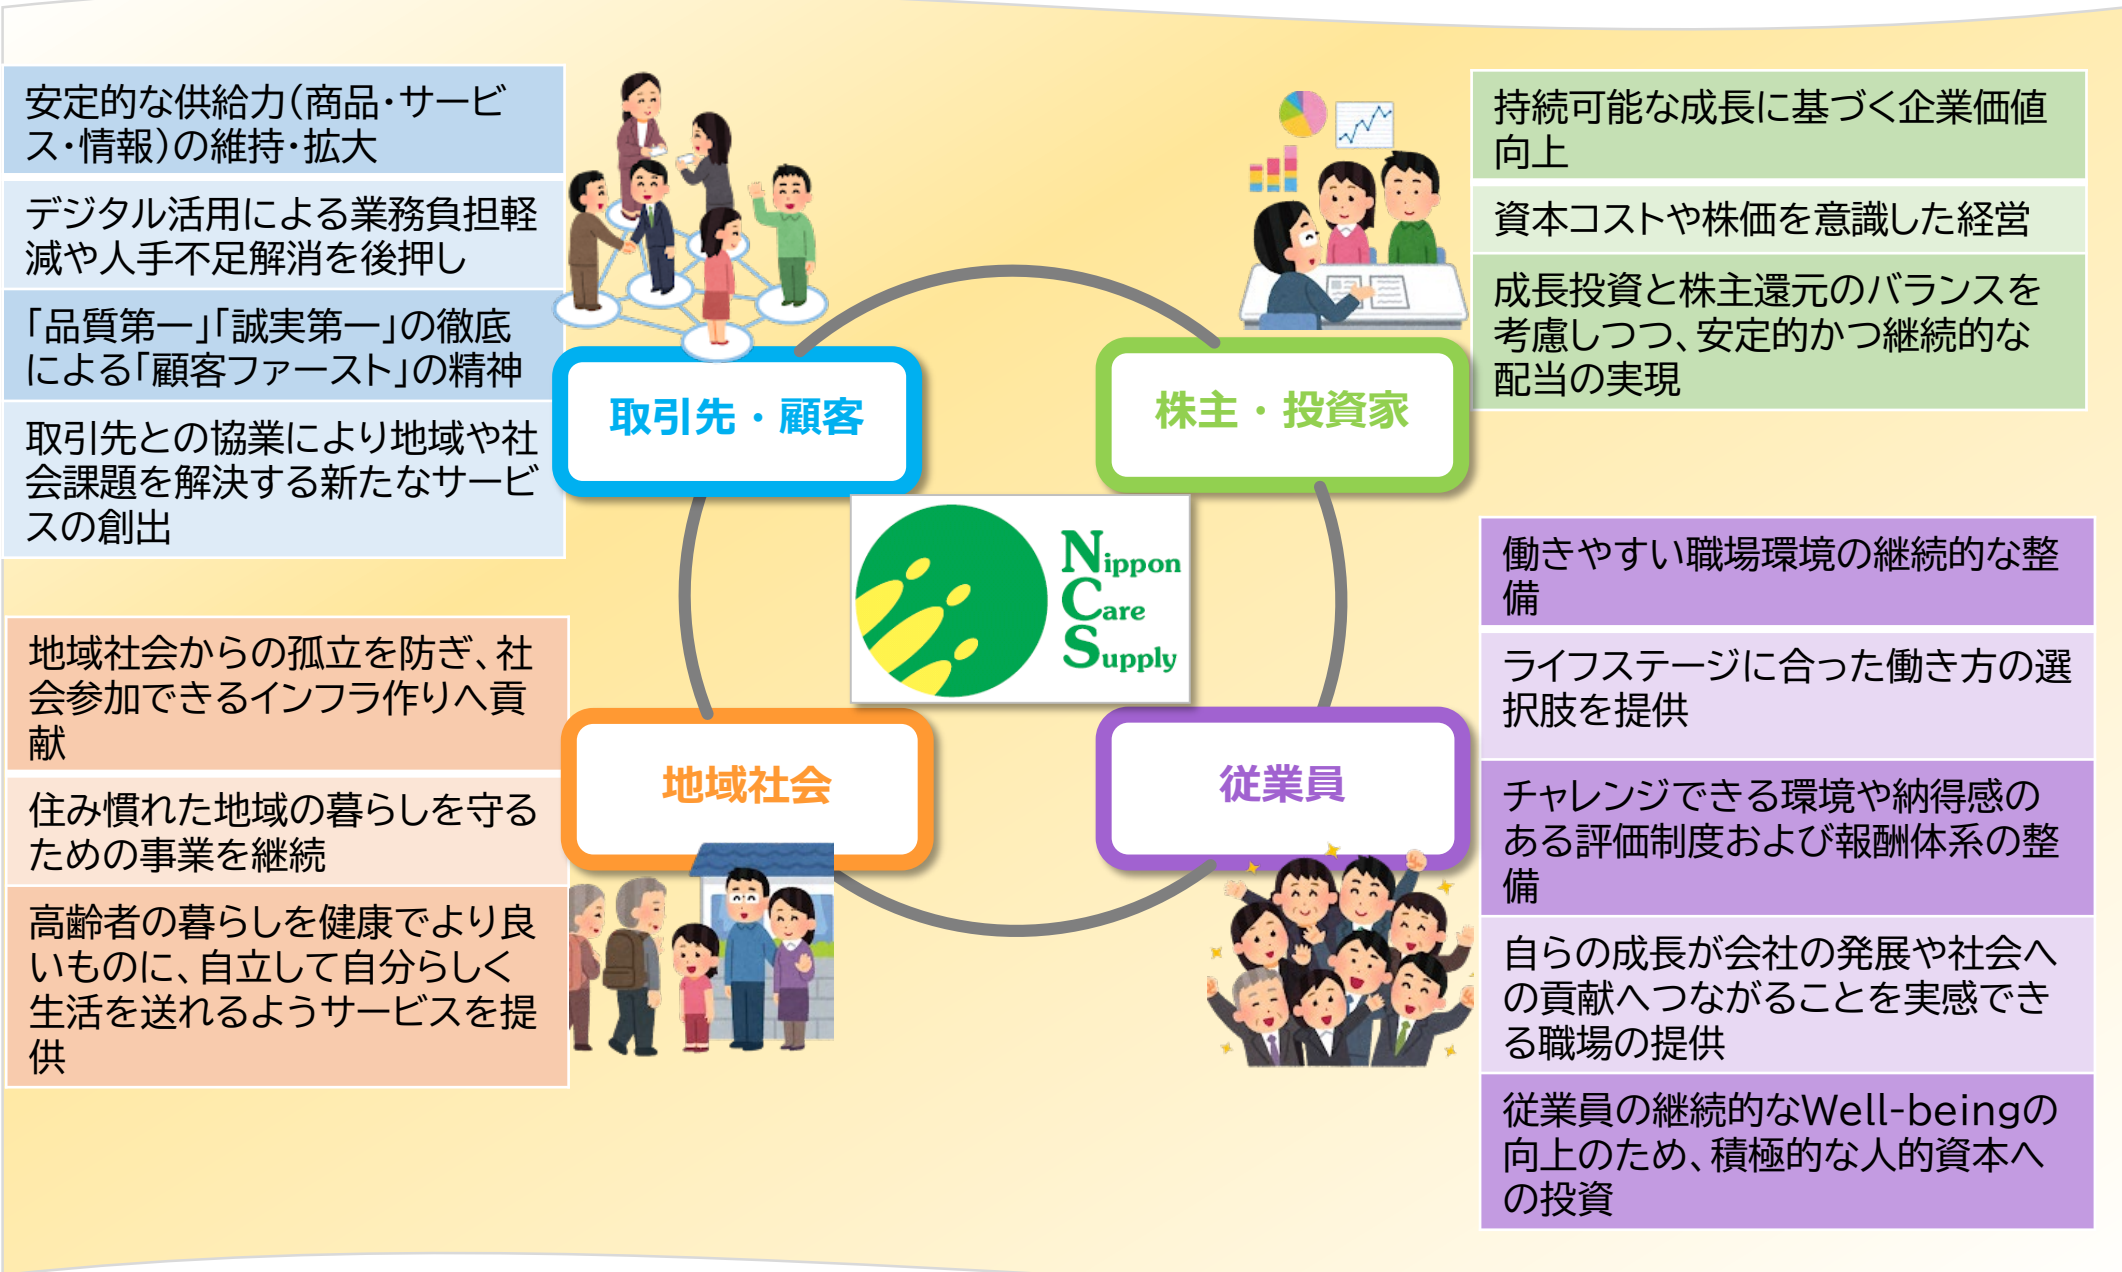 安定的な供給力(商品・サービ
ス・情報)の維持・拡大
デジタル活用による業務負担軽
減や人手不足解消を後押し
「品質第一」「誠実第一」の徹底
による「顧客ファースト」の精神
取引先との協業により地域や社
会課題を解決する新たなサービ
スの創出
取引先・顧客
株主・投資家
持続可能な成長に基づく企業価値
向上
資本コストや株価を意識した経営
成長投資と株主還元のバランスを
考慮しつつ、安定的かつ継続的な
配当の実現
Nippon
Care
Supply
地域社会からの孤立を防ぎ、社
会参加できるインフラ作りへ貢
献
住み慣れた地域の暮らしを守る
ための事業を継続
高齢者の暮らしを健康でより良
いものに、自立して自分らしく
生活を送れるようサービスを提
供
地域社会
従業員
働きやすい職場環境の継続的な整
備
ライフステージに合った働き方の選
択肢を提供
チャレンジできる環境や納得感の
ある評価制度および報酬体系の整
備
自らの成長が会社の発展や社会へ
の貢献へつながることを実感でき
る職場の提供
従業員の継続的なWell-beingの
向上のため、積極的な人的資本へ
の投資